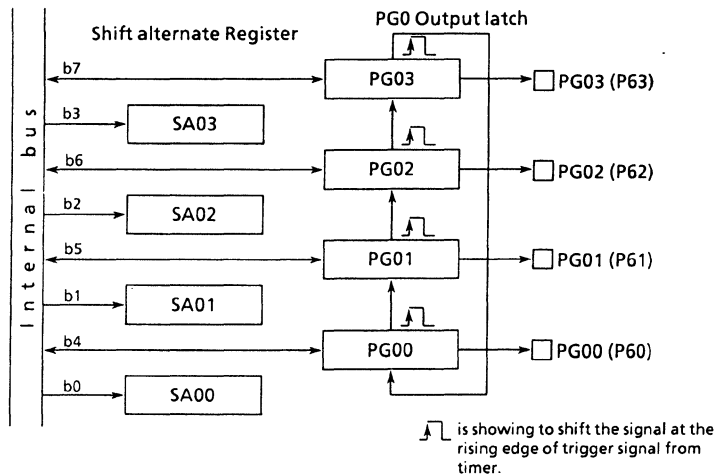 PG0 Output latch
Shift alternate Register
b7
PG03
PG03 (P63)
b3
SA03
b6
PG02
PG02 (P62)
b2
SA02
b5
PG01
PG01 (P61)
b1
SA01
b4
PG00
PG00 (P60)
b0
SA00
Internal bus
is showing to shift the signal at the
rising edge of trigger signal from
timer.